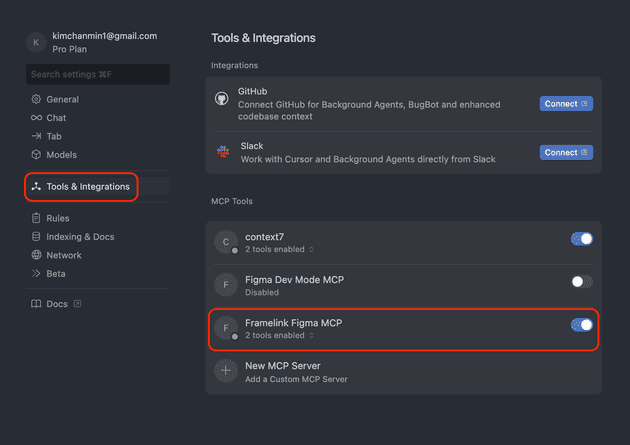 K
kimchanmin1@gmail.com
Pro Plan
Search settings ⌘F
General
Chat
Tab
Models
Tools & Integrations
Rules
Indexing & Docs
Network
Beta
Docs
Tools & Integrations
Integrations
GitHub
Connect GitHub for Background Agents, BugBot and enhanced
codebase context
Connect
Slack
Work with Cursor and Background Agents directly from Slack
Connect
MCP Tools
C
context7
2 tools enabled
F
Figma Dev Mode MCP
Disabled
F
Framelink Figma MCP
2 tools enabled
New MCP Server
Add a Custom MCP Server